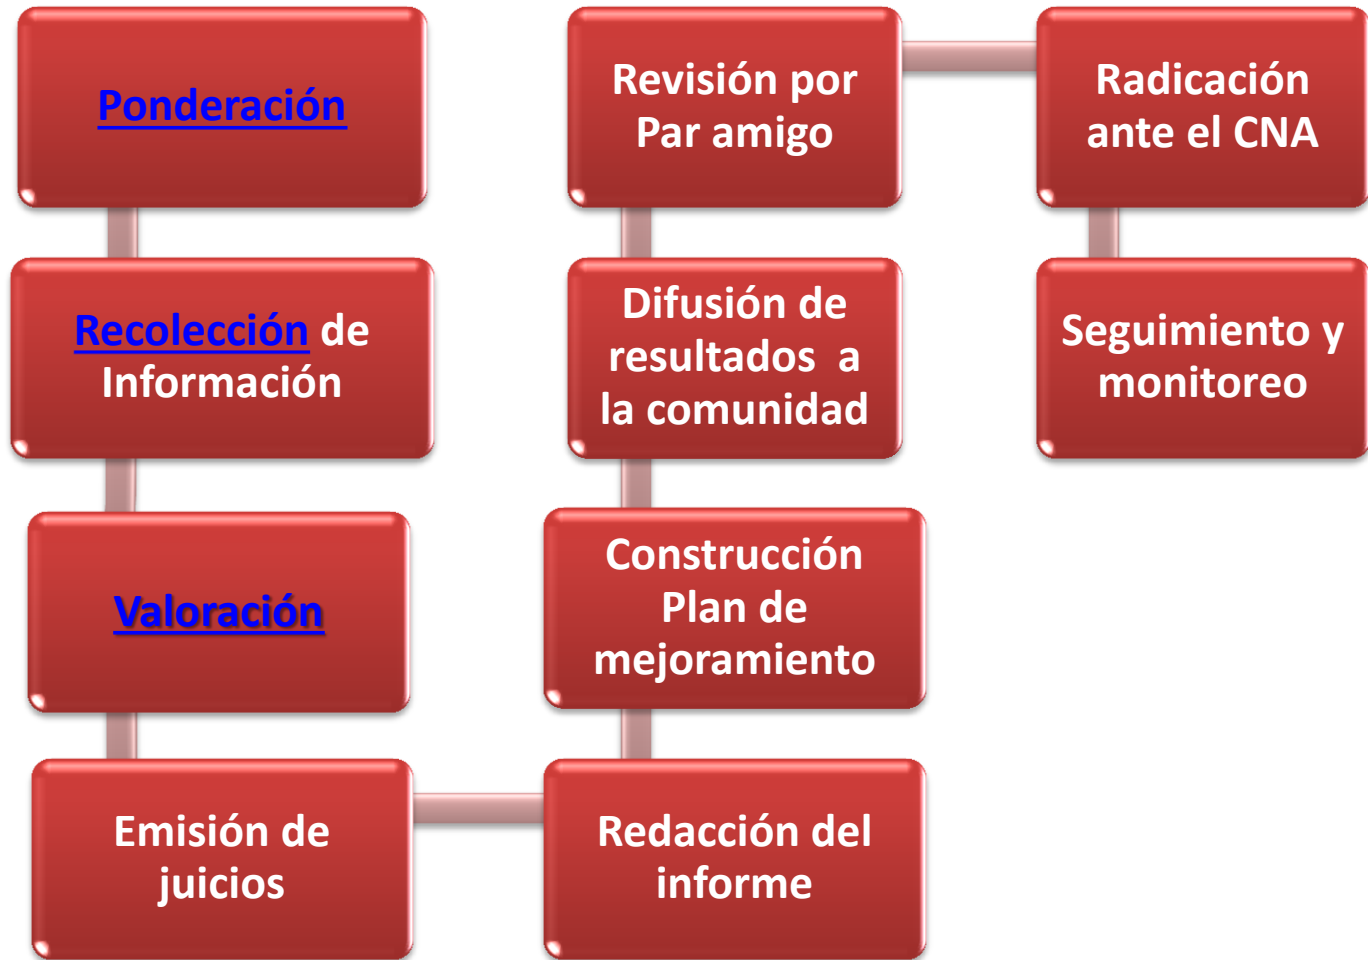 Ponderación
Recolección de
Información
Valoración
Emisión de
juicios
Redacción del
informe
Construcción
Plan de
mejoramiento
Difusión de
resultados a
la comunidad
Revisión por
Par amigo
Radicación
ante el CNA
Seguimiento y
monitoreo